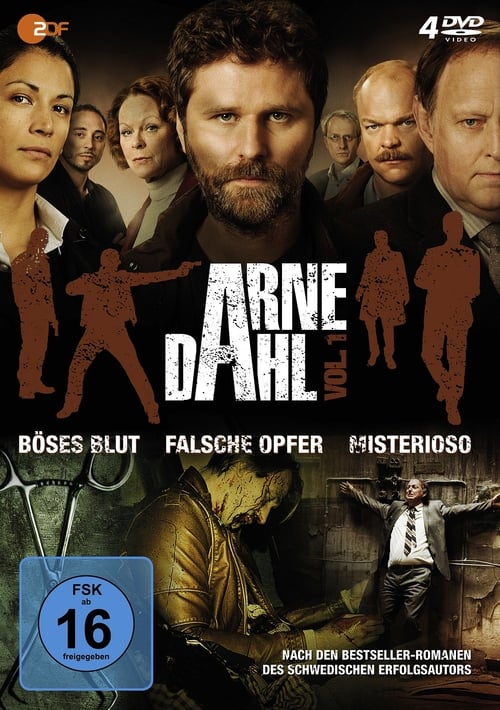 ZDF
4 DVD
VIDEO
ARNE
DAHL
VOL 1
BÖSES BLUT FALSCHE OPFER MISTERIOSO
FSK
ab
16
freigegeben
NACH DEN BESTSELLER-ROMANEN
DES SCHWEDISCHEN ERFOLGSAUTORS